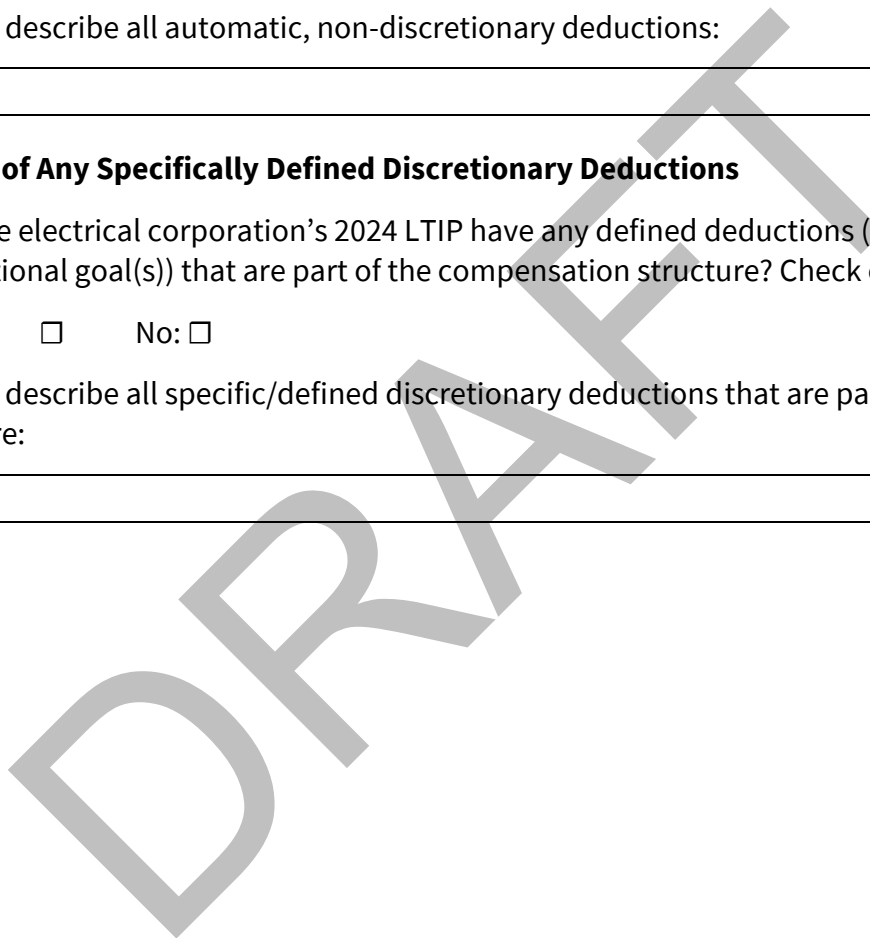 describe all automatic, non-discretionary deductions:
of Any Specifically Defined Discretionary Deductions
e electrical corporation’s 2024 LTIP have any defined deductions (
tional goal(s)) that are part of the compensation structure? Check
☐ No: ☐
describe all specific/defined discretionary deductions that are pa
re:
DRAFT